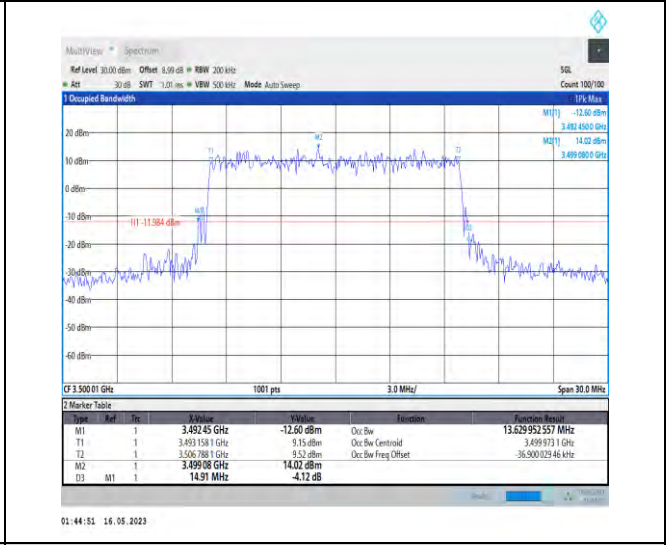 MultiView Spectrum
Ref Level 30.00 dBm Offset 8.99 dB RBW 200 kHz SGL
Att 30 dB SWT 1.01 ms VBW 500 kHz Mode Auto Sweep Count 100/100
1 Occupied Bandwidth 1Pk Max
M1[1] -12.60 dBm
3.492 4500 GHz
M2[1] 14.02 dBm
3.499 080 0 GHz
20 dBm
M2
T1 T2
10 dBm
0 dBm
-10 dBm
H1 -11.984 dBm
-20 dBm
-30 dBm
-40 dBm
-50 dBm
-60 dBm
CF 3.500 01 GHz 1001 pts 3.0 MHz/ Span 30.0 MHz
2 Marker Table
Type Ref Trc X-Value Y-Value Function Function Result
M1 1 3.492 45 GHz -12.60 dBm Occ Bw 13.629 952 557 MHz
T1 1 3.493 158 1 GHz 9.15 dBm Occ Bw Centroid 3.499 973 1 GHz
T2 1 3.506 788 1 GHz 9.52 dBm Occ Bw Freq Offset -36.900 029 46 kHz
M2 1 3.499 08 GHz 14.02 dBm
D3 M1 1 14.91 MHz -4.12 dB
01:44:51 16.05.2023